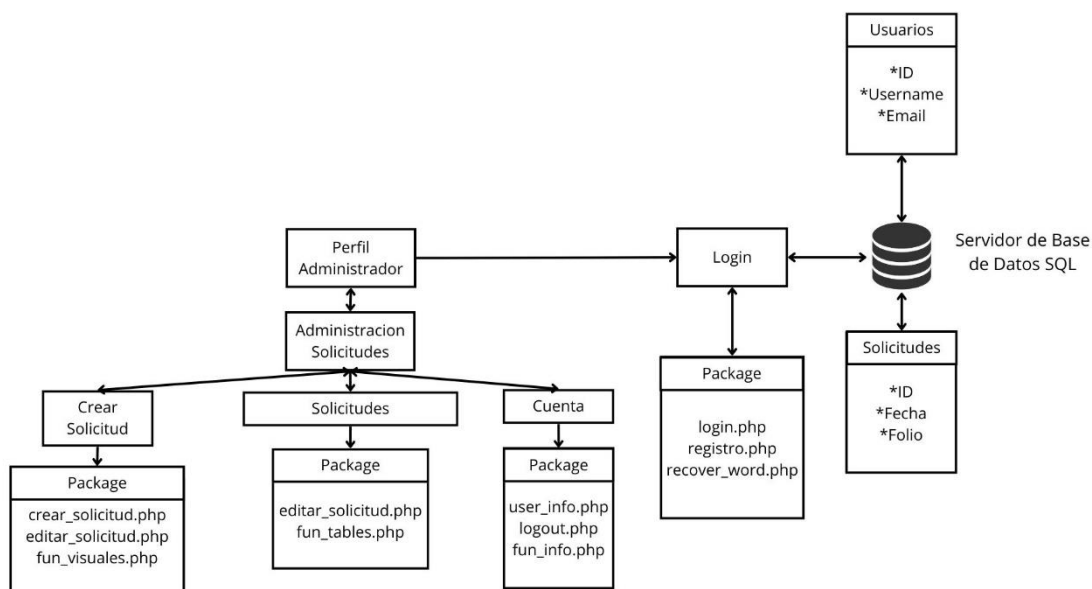 Usuarios
*ID
*Username
*Email
Servidor de Base
de Datos SQL
Perfil
Administrador
Login
Administracion
Solicitudes
Solicitudes
*ID
*Fecha
*Folio
Package
login.php
registro.php
recover_word.php
Crear
Solicitud
Solicitudes
Cuenta
Package
crear_solicitud.php
editar_solicitud.php
fun_visuales.php
Package
editar_solicitud.php
fun_tables.php
Package
user_info.php
logout.php
fun_info.php